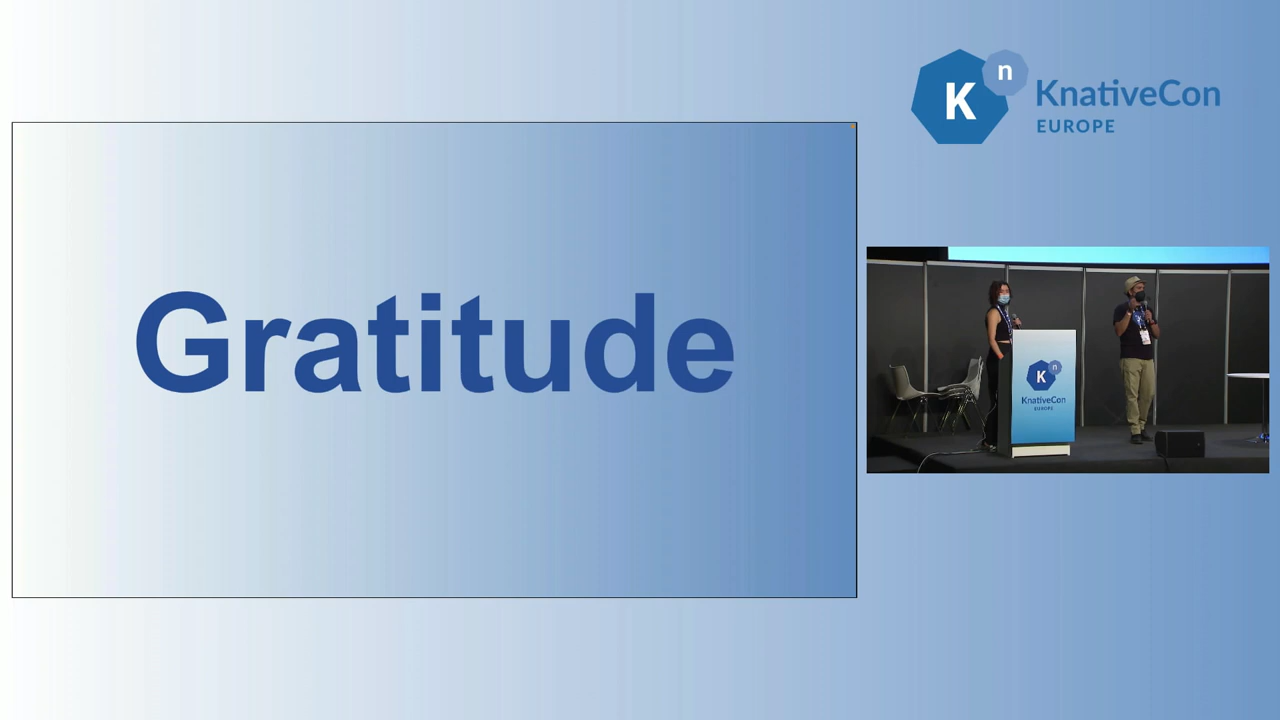 Gratitude
K
n
KnativeCon
EUROPE
K
n
KnativeCon
EUROPE